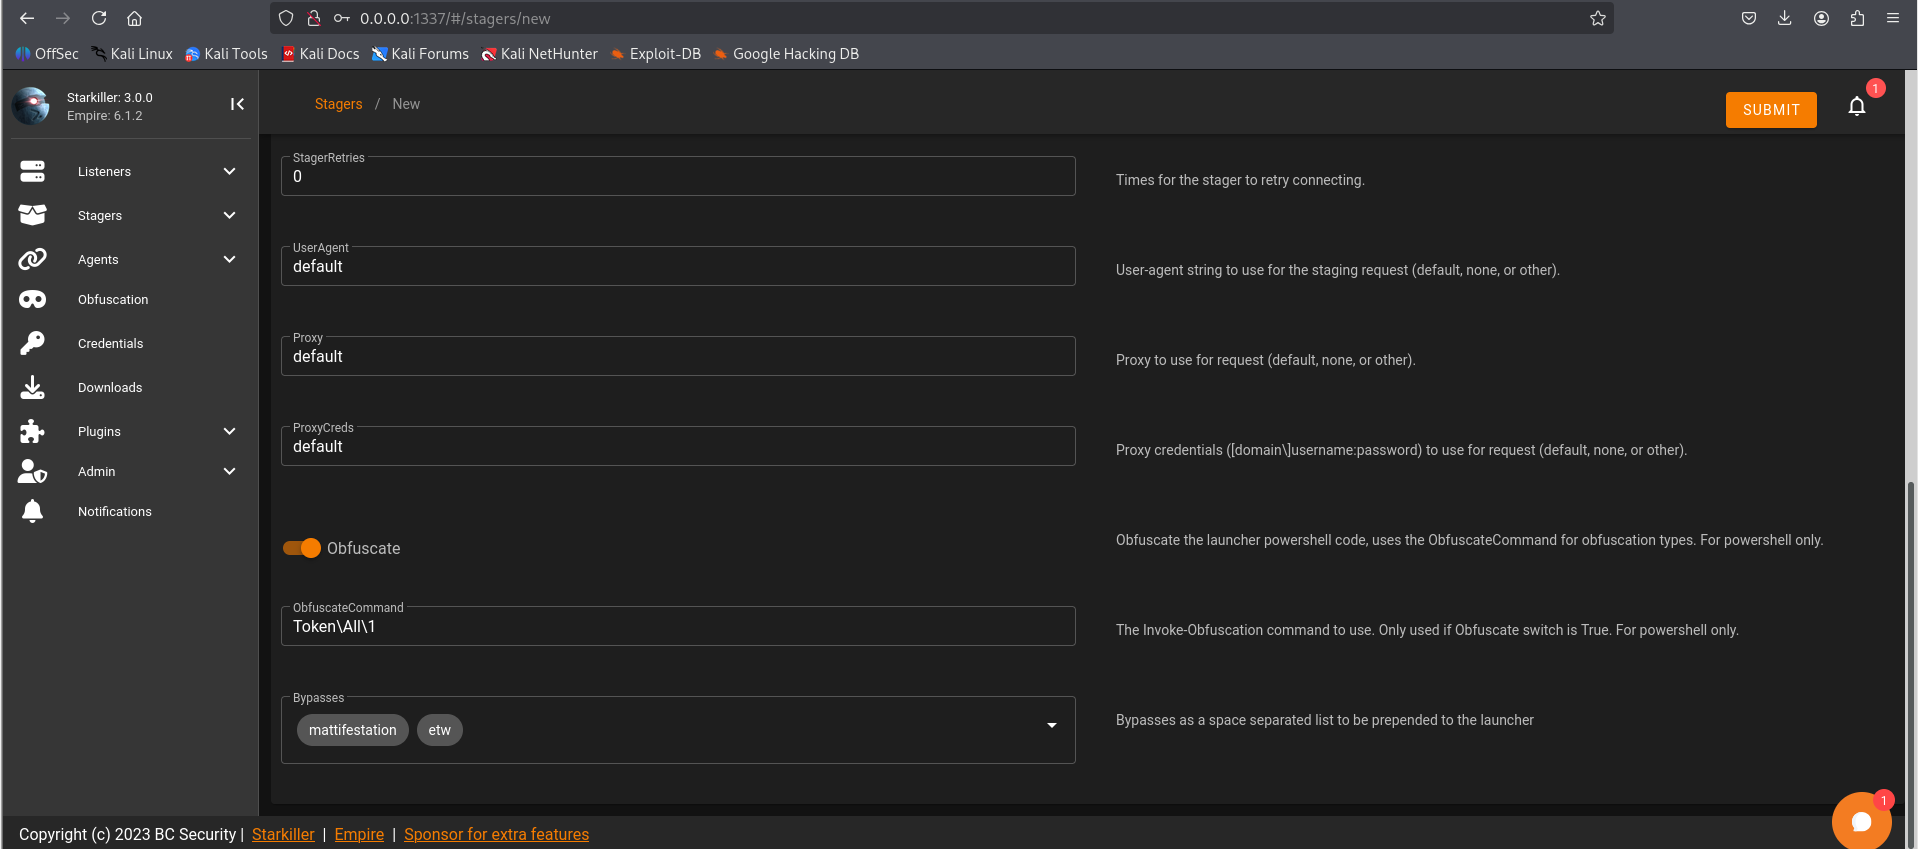 0.0.0.0:1337/#/stagers/new
OffSec Kali Linux Kali Tools Kali Docs Kali Forums Kali NetHunter Exploit-DB Google Hacking DB
Starkiller: 3.0.0
Empire: 6.1.2
Stagers / New
SUBMIT
1
Listeners
Stagers
Agents
Obfuscation
Credentials
Downloads
Plugins
Admin
Notifications
StagerRetries
0
Times for the stager to retry connecting.
UserAgent
default
User-agent string to use for the staging request (default, none, or other).
Proxy
default
Proxy to use for request (default, none, or other).
ProxyCreds
default
Proxy credentials ([domain\]username:password) to use for request (default, none, or other).
Obfuscate
Obfuscate the launcher powershell code, uses the ObfuscateCommand for obfuscation types. For powershell only.
ObfuscateCommand
Token\All\1
The Invoke-Obfuscation command to use. Only used if Obfuscate switch is True. For powershell only.
Bypasses
mattifestation etw
Bypasses as a space separated list to be prepended to the launcher
1
Copyright (c) 2023 BC Security | Starkiller | Empire | Sponsor for extra features